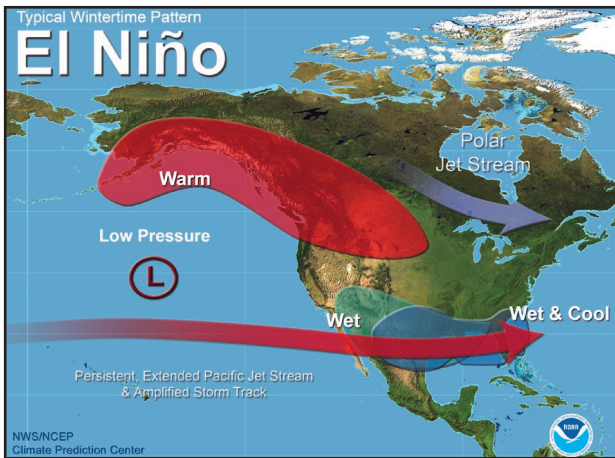 Typical Wintertime Pattern
El Niño
Polar
Jet Stream
Warm
Low Pressure
L
Wet & Cool
Wet
Persistent, Extended Pacific Jet Stream
& Amplified Storm Track
NWS/NCEP
Climate Prediction Center
NOAA